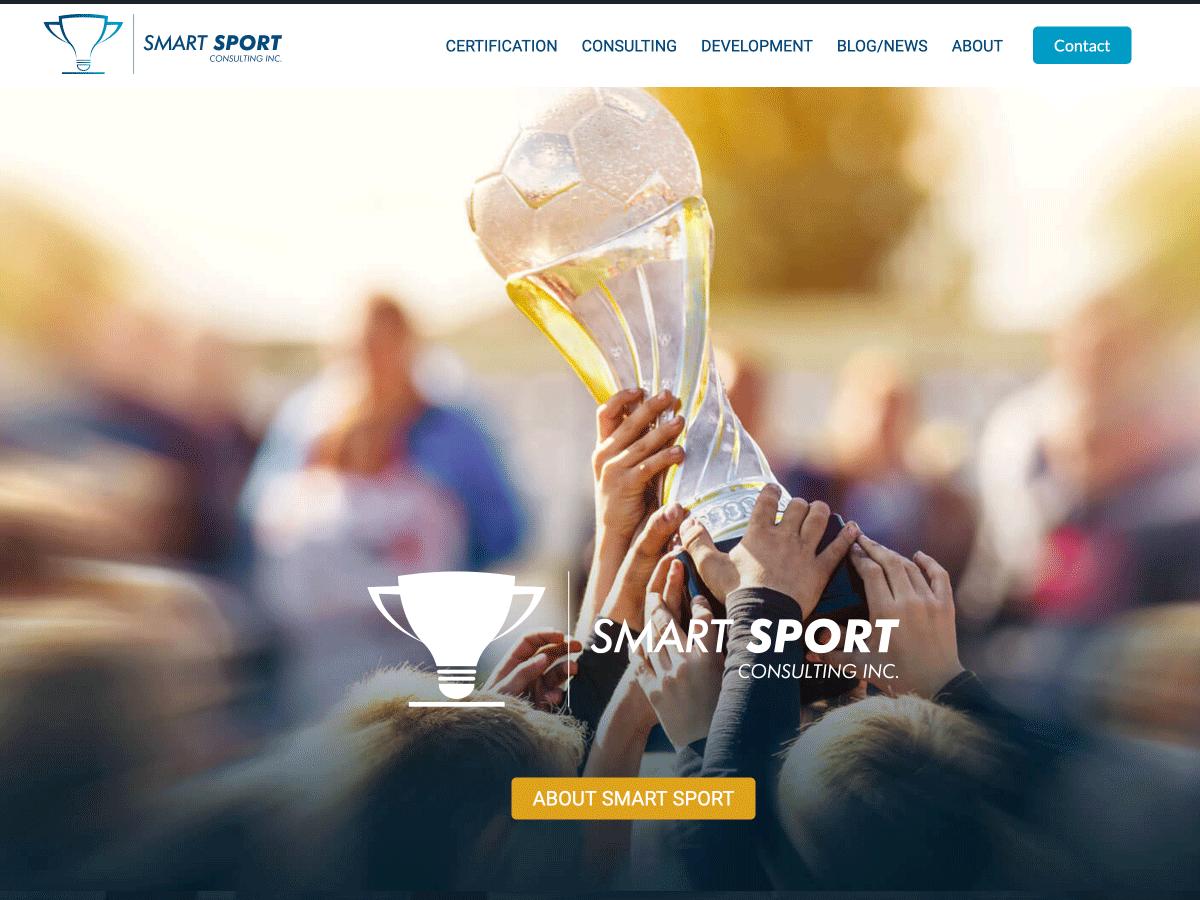 SMART SPORT
CONSULTING INC.
CERTIFICATION CONSULTING DEVELOPMENT BLOG/NEWS ABOUT Contact
SMART SPORT
CONSULTING INC.
ABOUT SMART SPORT